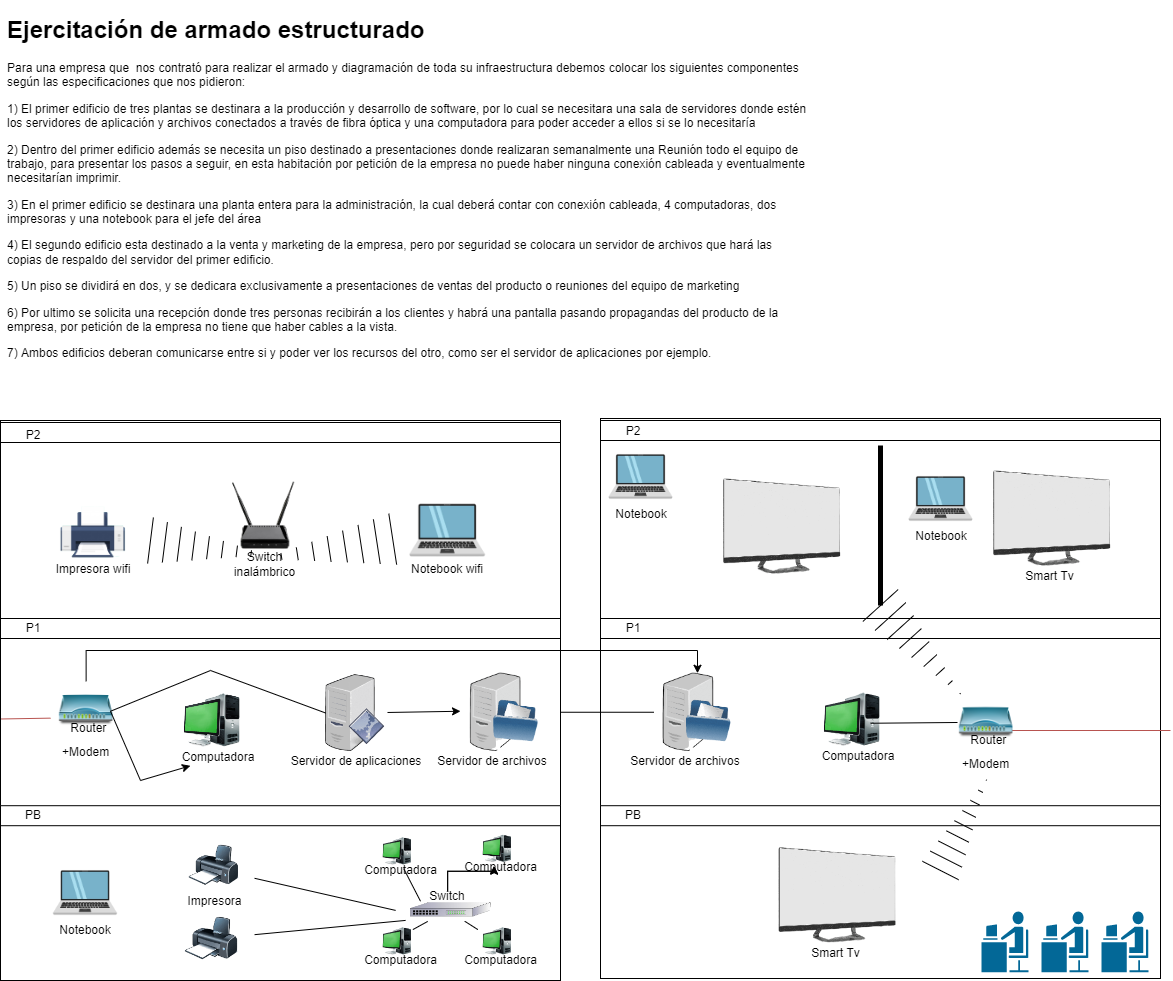 Ejercitación de armado estructurado
Para una empresa que  nos contrató para realizar el armado y diagramación de toda su infraestructura debemos colocar los siguientes componentes
según las especificaciones que nos pidieron:
1) El primer edificio de tres plantas se destinara a la producción y desarrollo de software, por lo cual se necesitara una sala de servidores donde estén
los servidores de aplicación y archivos conectados a través de fibra óptica y una computadora para poder acceder a ellos si se lo necesitaría
2) Dentro del primer edificio además se necesita un piso destinado a presentaciones donde realizaran semanalmente una Reunión todo el equipo de
trabajo, para presentar los pasos a seguir, en esta habitación por petición de la empresa no puede haber ninguna conexión cableada y eventualmente
necesitarían imprimir.
3) En el primer edificio se destinara una planta entera para la administración, la cual deberá contar con conexión cableada, 4 computadoras, dos
impresoras y una notebook para el jefe del área
4) El segundo edificio esta destinado a la venta y marketing de la empresa, pero por seguridad se colocara un servidor de archivos que hará las
copias de respaldo del servidor del primer edificio.
5) Un piso se dividirá en dos, y se dedicara exclusivamente a presentaciones de ventas del producto o reuniones del equipo de marketing
6) Por ultimo se solicita una recepción donde tres personas recibirán a los clientes y habrá una pantalla pasando propagandas del producto de la
empresa, por petición de la empresa no tiene que haber cables a la vista.
7) Ambos edificios deberan comunicarse entre si y poder ver los recursos del otro, como ser el servidor de aplicaciones por ejemplo.
P2
Impresora wifi
Switch
inalámbrico
Notebook wifi
P1
Router
+Modem
Computadora
Servidor de aplicaciones
Servidor de archivos
PB
Notebook
Impresora
Computadora
Computadora
Switch
Computadora
Computadora
P2
Notebook
Notebook
Smart Tv
P1
Servidor de archivos
Computadora
Router
+Modem
PB
Smart Tv